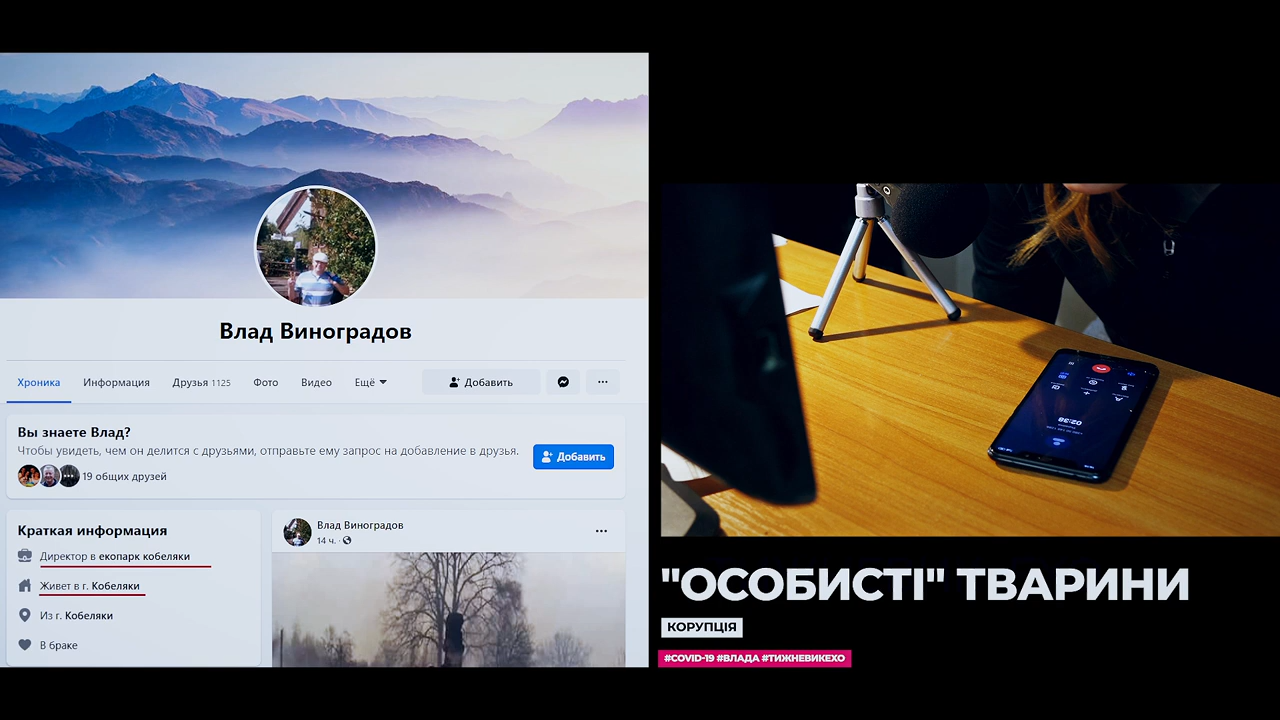 Влад Виноградов
Хроника Информация Друзья 1125 Фото Видео Ещё Добавить
Вы знаете Влад?
Чтобы увидеть, чем он делится с друзьями, отправьте ему запрос на добавление в друзья.
Добавить
19 общих друзей
Краткая информация
Директор в екопарк кобеляки
Живет в г. Кобеляки
Из г. Кобеляки
В браке
Влад Виноградов
14 ч.
02:38
"ОСОБИСТІ" ТВАРИНИ
КОРУПЦІЯ
#COVID-19 #ВЛАДА #ТИЖНЕВИКЕХО